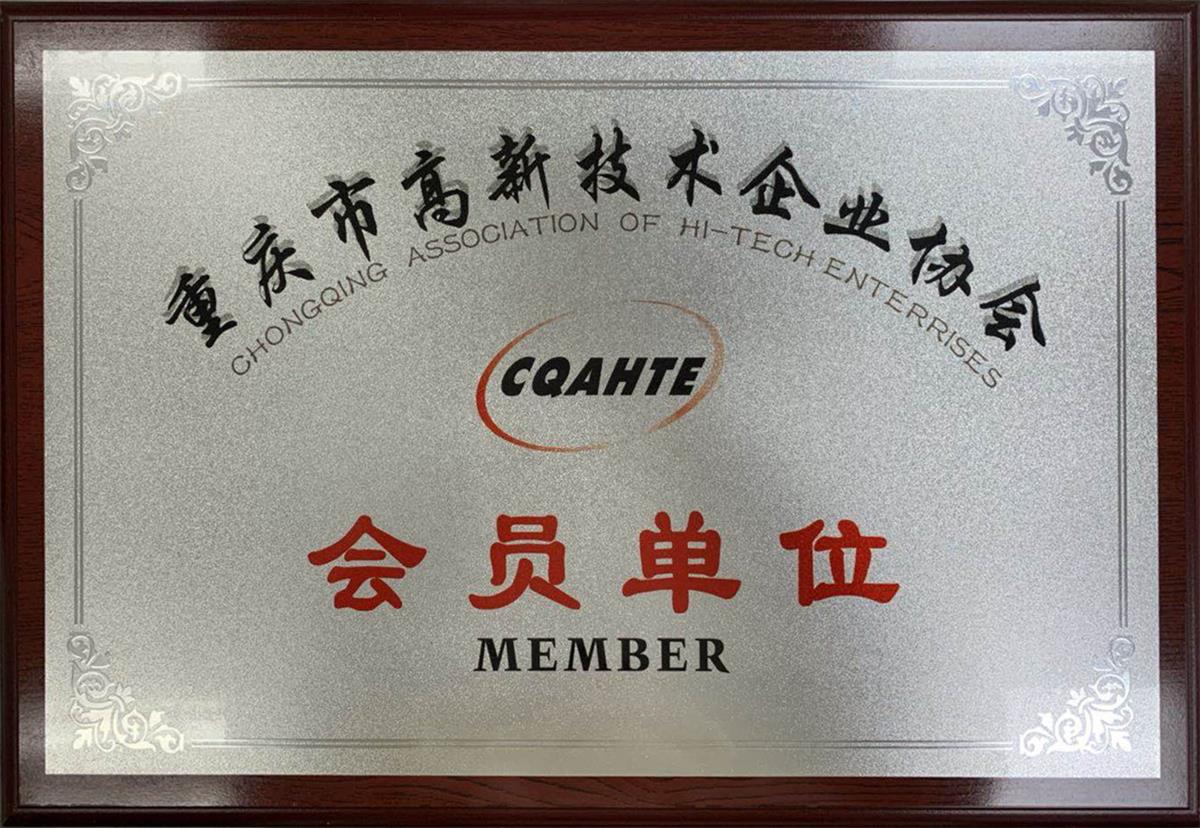 重庆市高新技术企业协会
CHONGQING ASSOCIATION OF HI-TECH ENTERRISES
CQAHTE
会员单位
MEMBER